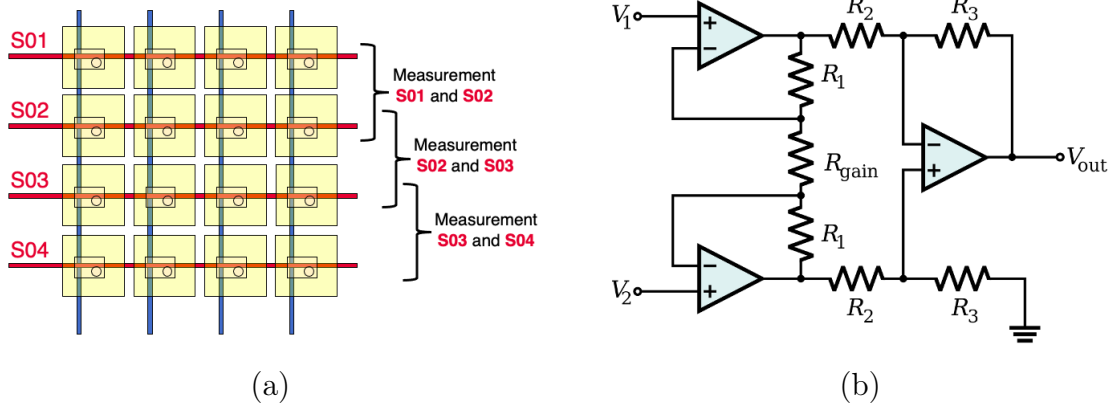 S01
S02
S03
S04
Measurement
S01 and S02
Measurement
S02 and S03
Measurement
S03 and S04
(a)
V1
V2
+
−
−
+
R1
Rgain
R1
R2
R3
−
+
R2
R3
Vout
(b)